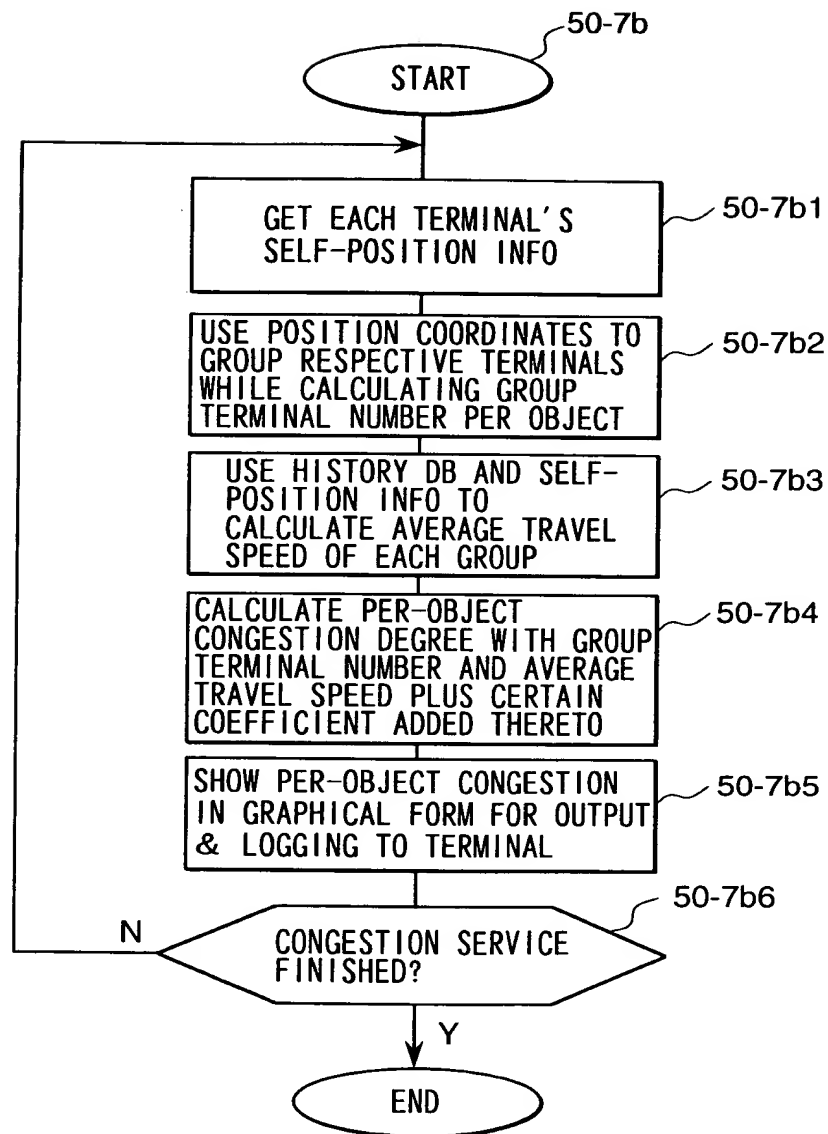 50-7b
START
GET EACH TERMINAL'S
SELF-POSITION INFO
50-7b1
USE POSITION COORDINATES TO
GROUP RESPECTIVE TERMINALS
WHILE CALCULATING GROUP
TERMINAL NUMBER PER OBJECT
50-7b2
USE HISTORY DB AND SELF-
POSITION INFO TO
CALCULATE AVERAGE TRAVEL
SPEED OF EACH GROUP
50-7b3
CALCULATE PER-OBJECT
CONGESTION DEGREE WITH GROUP
TERMINAL NUMBER AND AVERAGE
TRAVEL SPEED PLUS CERTAIN
COEFFICIENT ADDED THERETO
50-7b4
SHOW PER-OBJECT CONGESTION
IN GRAPHICAL FORM FOR OUTPUT
& LOGGING TO TERMINAL
50-7b5
50-7b6
N
CONGESTION SERVICE
FINISHED?
Y
END